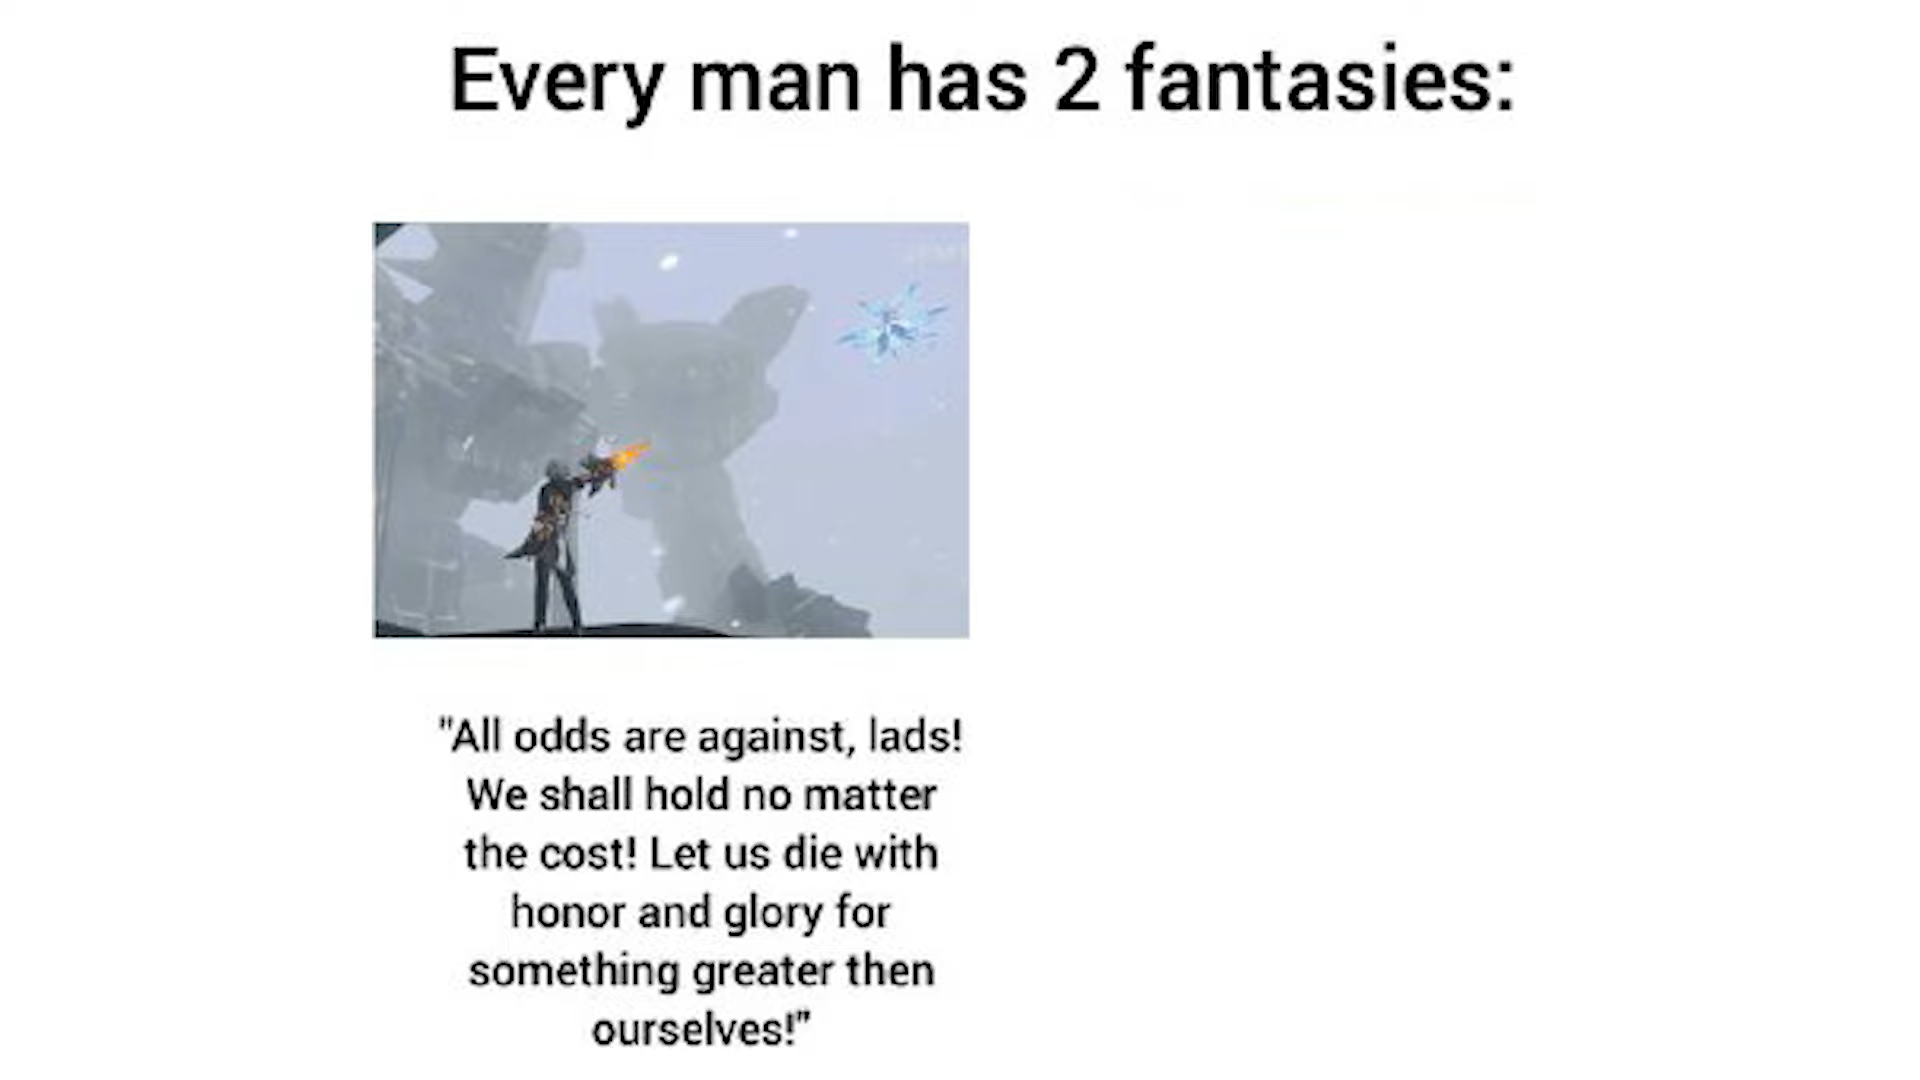 Every man has 2 fantasies:
"All odds are against, lads!
We shall hold no matter
the cost! Let us die with
honor and glory for
something greater then
ourselves!"